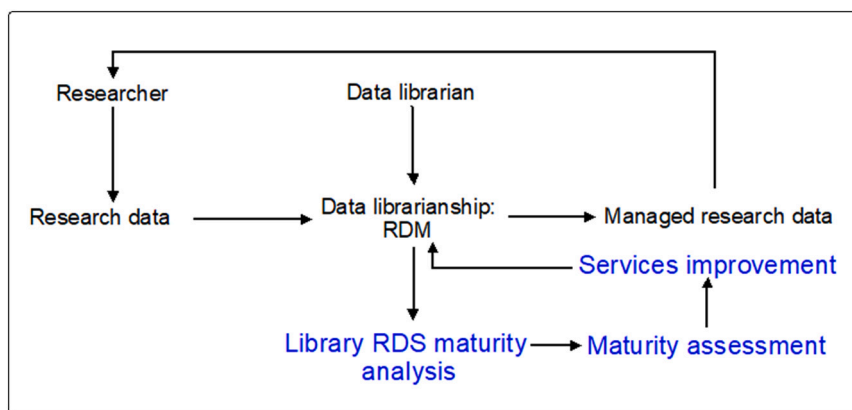 Researcher
Data librarian
Research data
Data librarianship:
RDM
Managed research data
Services improvement
Library RDS maturity
analysis
Maturity assessment